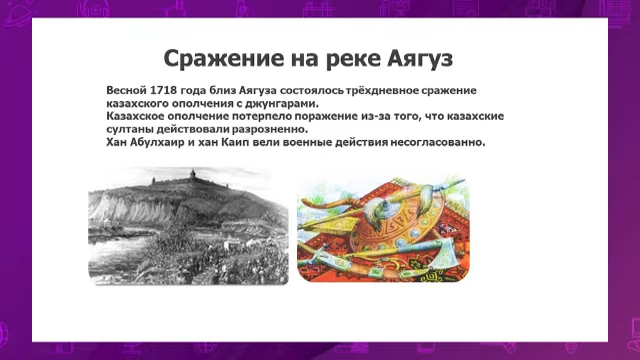 Сражение на реке Аягуз
Весной 1718 года близ Аягуза состоялось трёхдневное сражение
казахского ополчения с джунгарами.
Казахское ополчение потерпело поражение из-за того, что казахские
султаны действовали разрозненно.
Хан Абулхаир и хан Каип вели военные действия несогласованно.